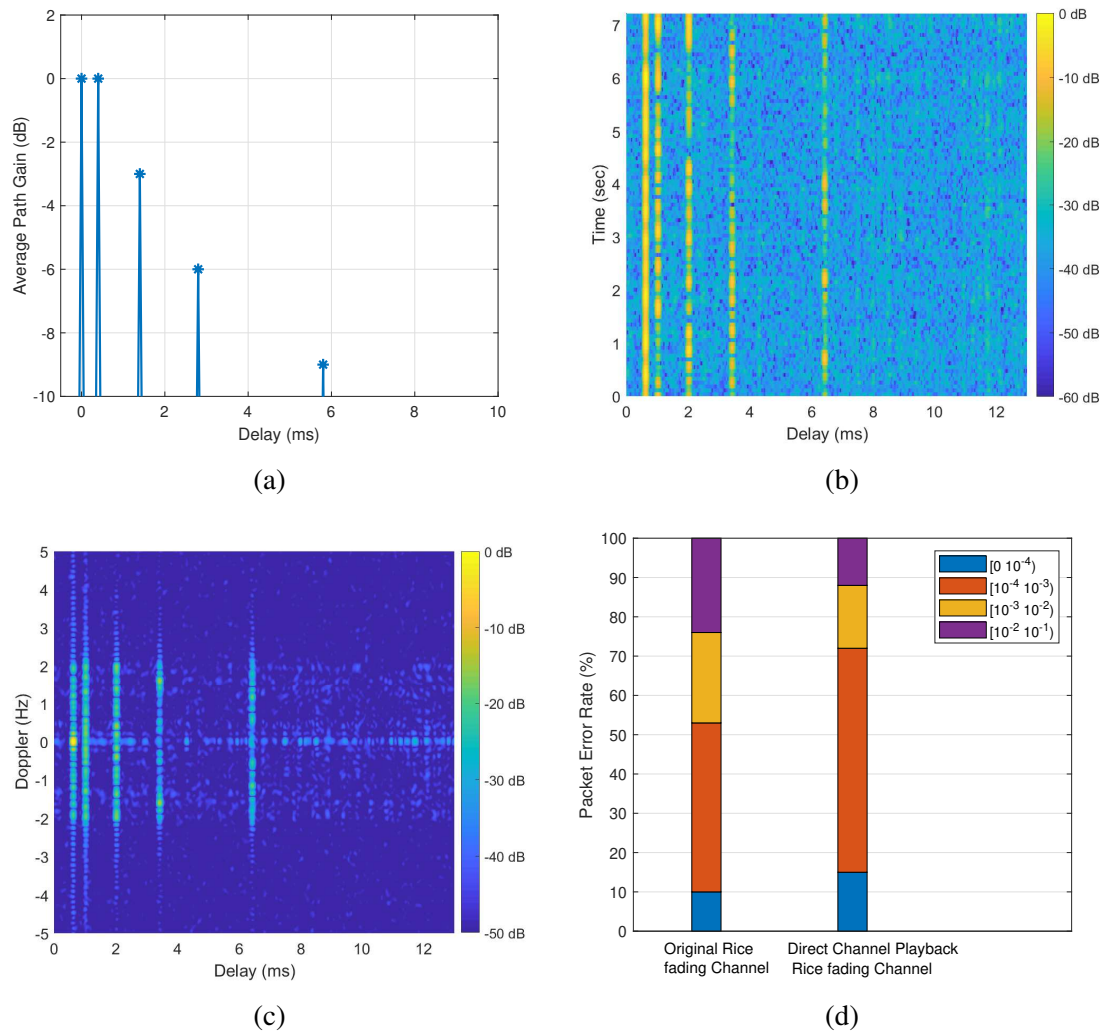 2
0
-2
-4
-6
-8
-10
Average Path Gain (dB)
0
2
4
6
8
10
Delay (ms)
(a)
7
6
5
4
3
2
1
0
Time (sec)
0
2
4
6
8
10
12
Delay (ms)
0 dB
-10 dB
-20 dB
-30 dB
-40 dB
-50 dB
-60 dB
(b)
5
4
3
2
1
0
-1
-2
-3
-4
-5
Doppler (Hz)
0
2
4
6
8
10
12
Delay (ms)
0 dB
-10 dB
-20 dB
-30 dB
-40 dB
-50 dB
(c)
100
90
80
70
60
50
40
30
20
10
0
Packet Error Rate (%)
[0 10⁻⁴)
[10⁻⁴ 10⁻³)
[10⁻³ 10⁻²)
[10⁻² 10⁻¹)
Original Rice
fading Channel
Direct Channel Playback
Rice fading Channel
(d)